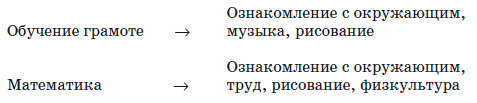 Ознакомление с окружающим,
Обучение грамоте → музыка, рисование
Ознакомление с окружающим,
Математика → труд, рисование, физкультура